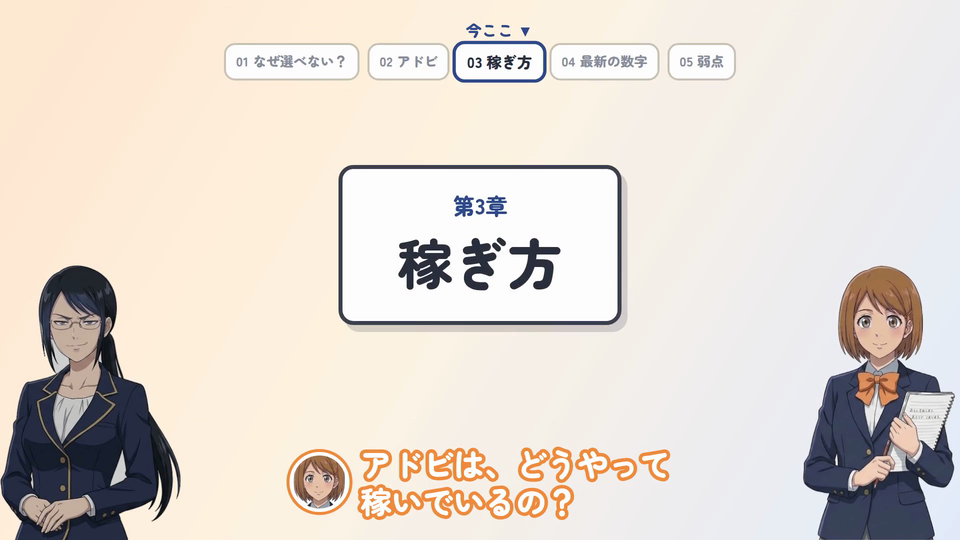 今ここ ▼
01 なぜ選べない？
02 アドビ
03 稼ぎ方
04 最新の数字
05 弱点
第3章
稼ぎ方
アドビは、どうやって
稼いでいるの？